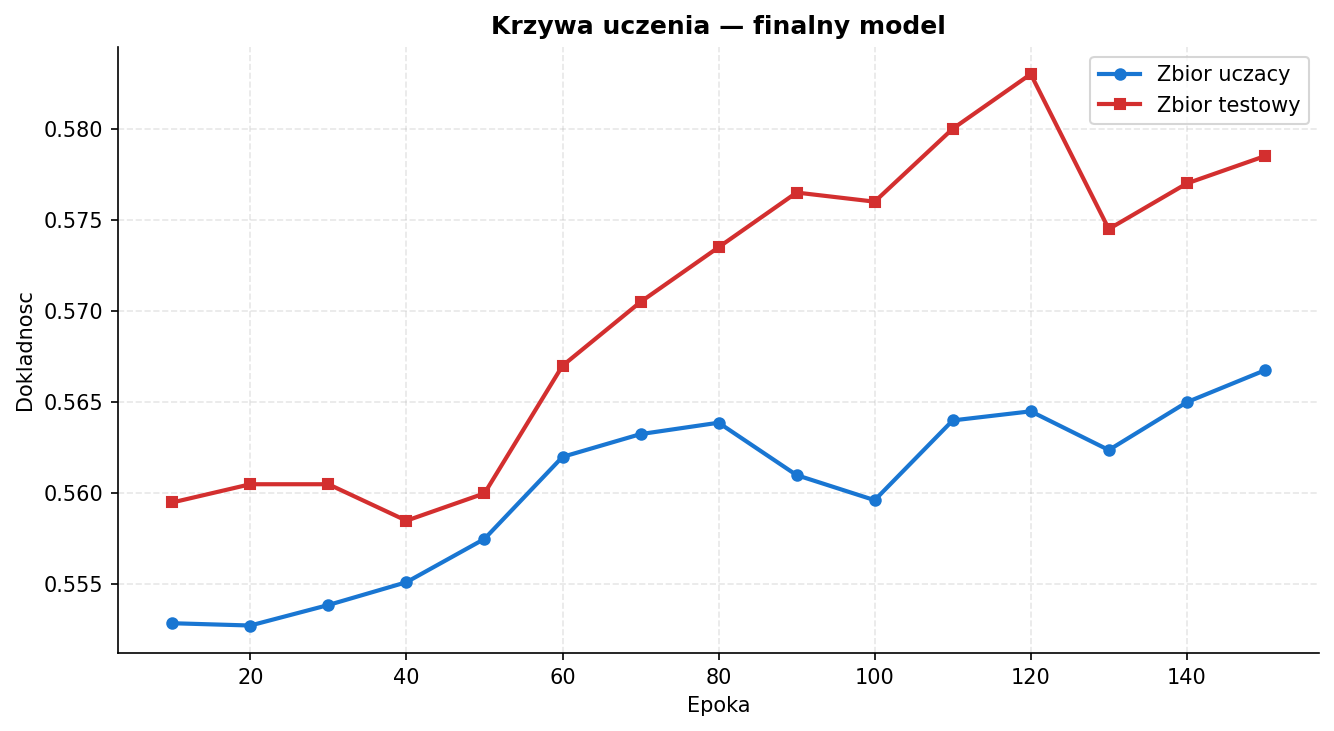 Krzywa uczenia — finalny model
Zbior uczacy
Zbior testowy
Dokladnosc
0.580
0.575
0.570
0.565
0.560
0.555
20 40 60 80 100 120 140
Epoka